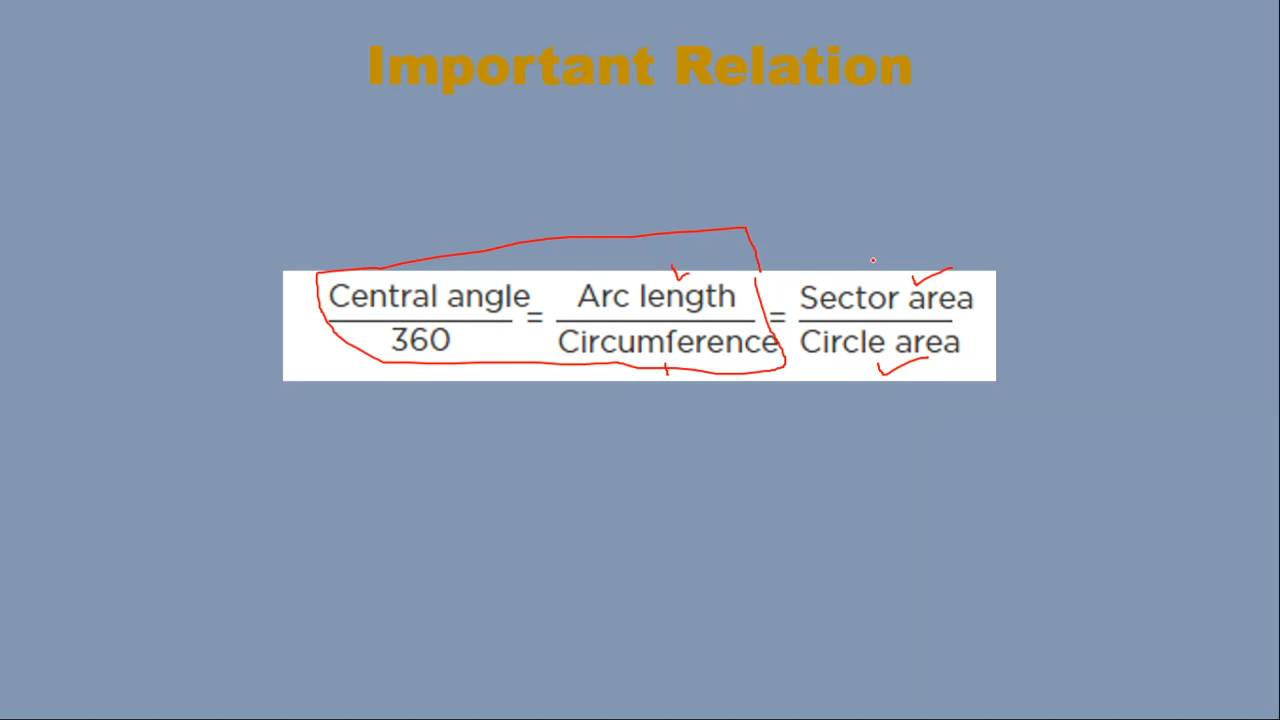 Important Relation
Central angle / 360 = Arc length / Circumference = Sector area / Circle area